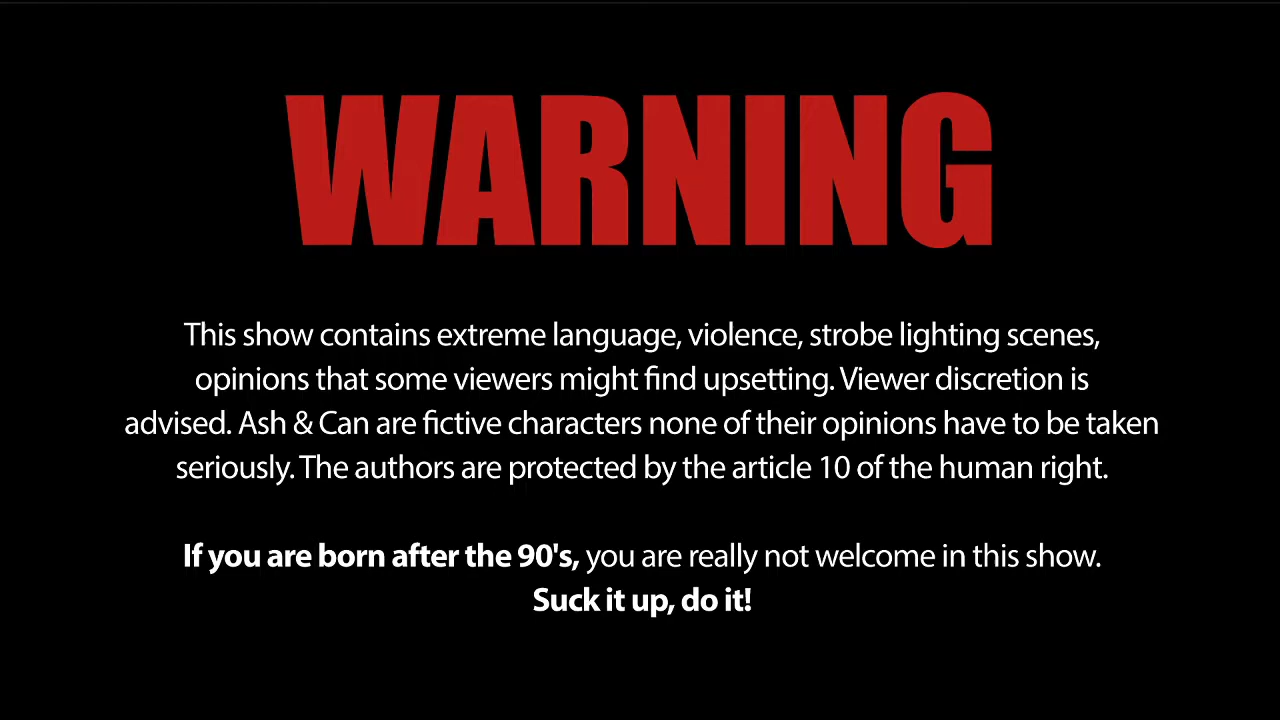 WARNING
This show contains extreme language, violence, strobe lighting scenes,
opinions that some viewers might find upsetting. Viewer discretion is
advised. Ash & Can are fictive characters none of their opinions have to be taken
seriously. The authors are protected by the article 10 of the human right.
If you are born after the 90's, you are really not welcome in this show.
Suck it up, do it!